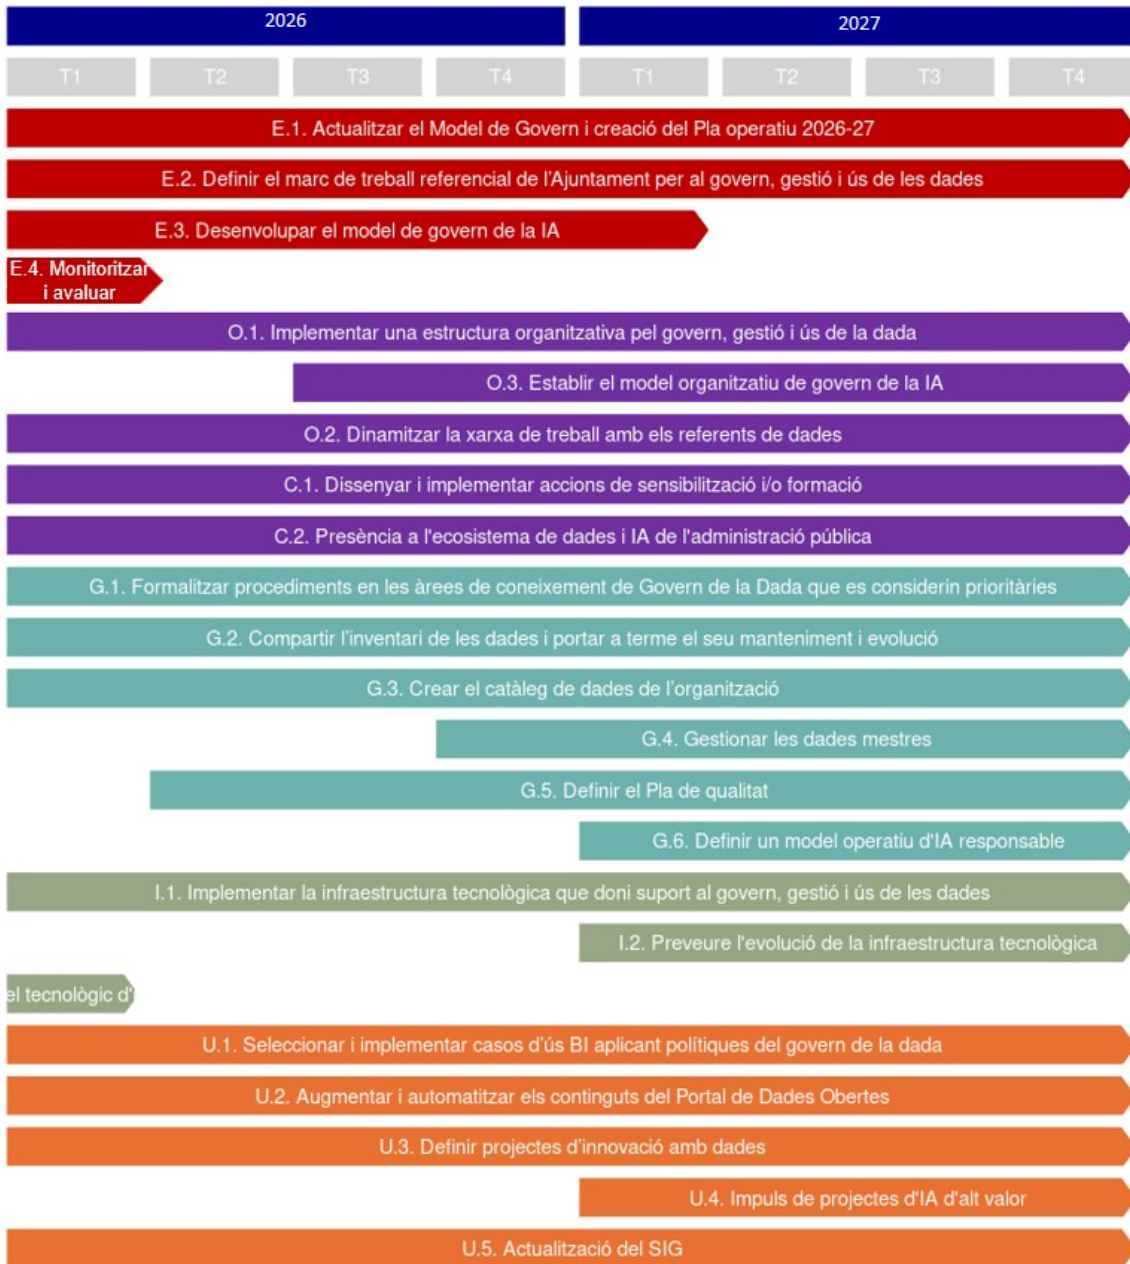 2026 2027
T1 T2 T3 T4 T1 T2 T3 T4
E.1. Actualitzar el Model de Govern i creació del Pla operatiu 2026-27
E.2. Definir el marc de treball referencial de l'Ajuntament per al govern, gestió i ús de les dades
E.3. Desenvolupar el model de govern de la IA
E.4. Monitoritzar
i avaluar
O.1. Implementar una estructura organitzativa pel govern, gestió i ús de la dada
O.3. Establir el model organitzatiu de govern de la IA
O.2. Dinamitzar la xarxa de treball amb els referents de dades
C.1. Dissenyar i implementar accions de sensibilització i/o formació
C.2. Presència a l'ecosistema de dades i IA de l'administració pública
G.1. Formalitzar procediments en les àrees de coneixement de Govern de la Dada que es considerin prioritàries
G.2. Compartir l'inventari de les dades i portar a terme el seu manteniment i evolució
G.3. Crear el catàleg de dades de l'organització
G.4. Gestionar les dades mestres
G.5. Definir el Pla de qualitat
G.6. Definir un model operatiu d'IA responsable
I.1. Implementar la infraestructura tecnològica que doni suport al govern, gestió i ús de les dades
I.2. Preveure l'evolució de la infraestructura tecnològica
el tecnològic d'
U.1. Seleccionar i implementar casos d'ús BI aplicant polítiques del govern de la dada
U.2. Augmentar i automatitzar els continguts del Portal de Dades Obertes
U.3. Definir projectes d'innovació amb dades
U.4. Impuls de projectes d'IA d'alt valor
U.5. Actualització del SIG